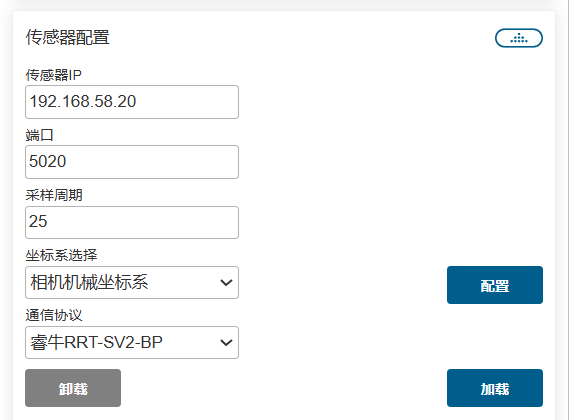 传感器配置
传感器IP
192.168.58.20
端口
5020
采样周期
25
坐标系选择
相机机械坐标系
配置
通信协议
睿牛RRT-SV2-BP
卸载
加载